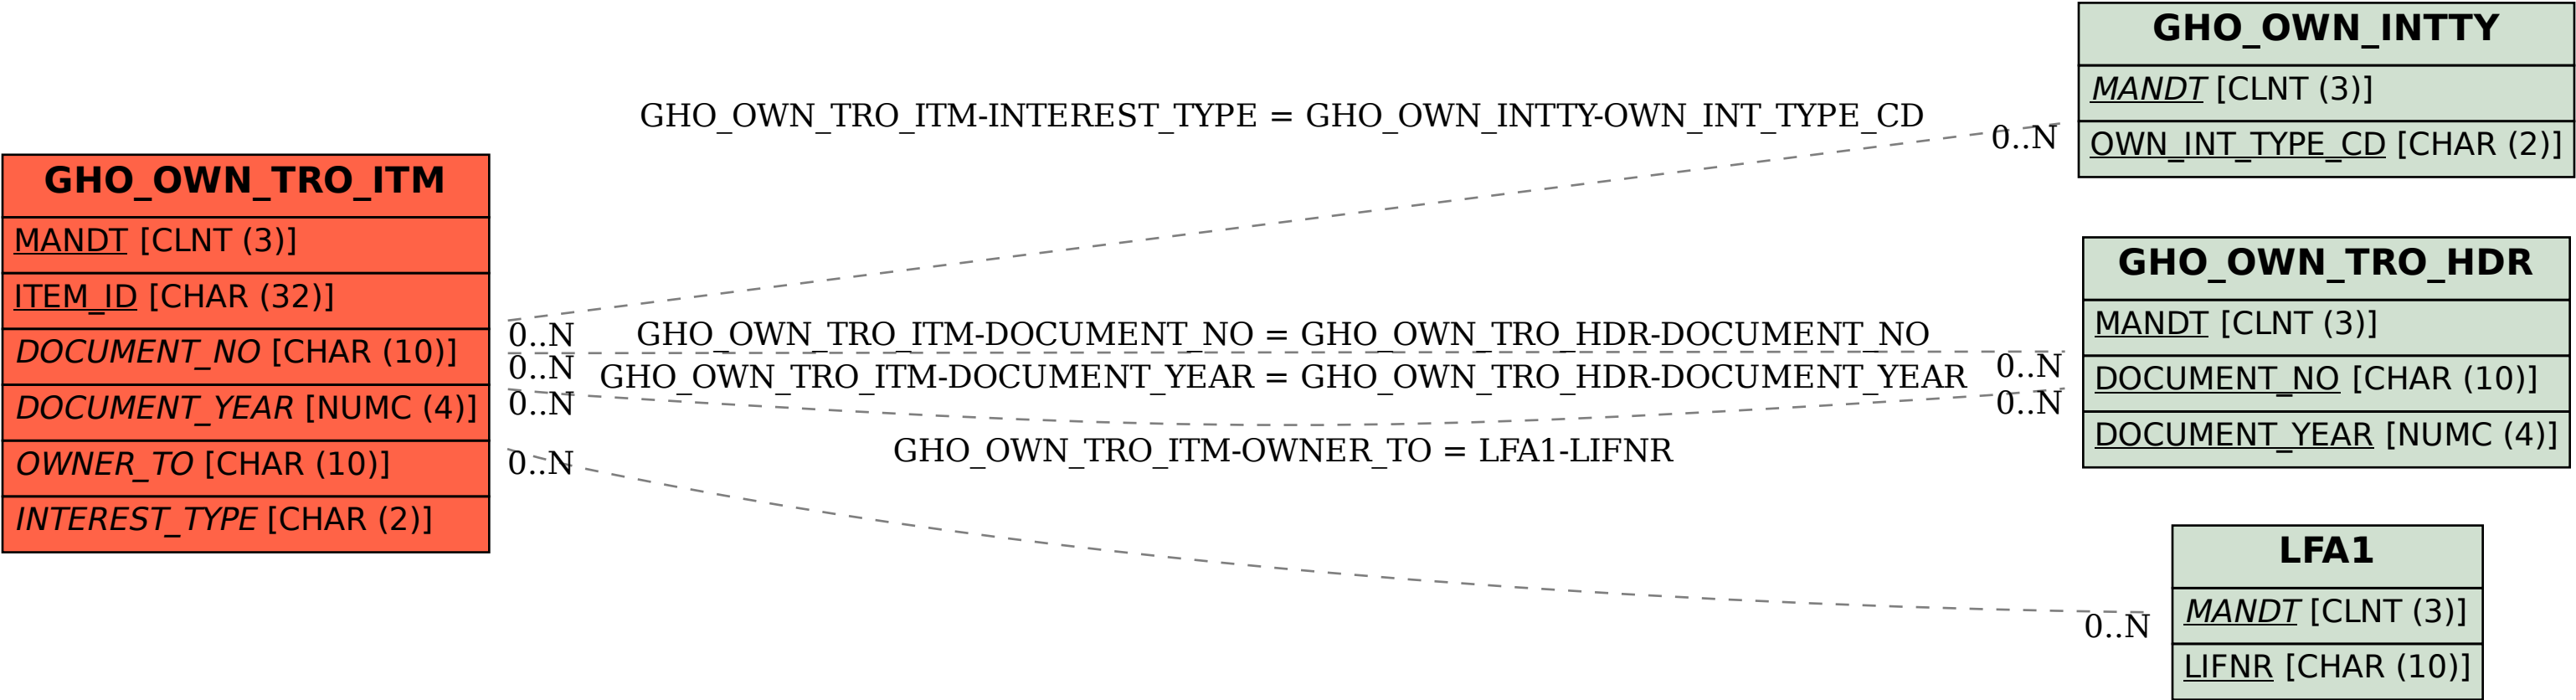 GHO_OWN_TRO_ITM
MANDT [CLNT (3)]
ITEM_ID [CHAR (32)]
DOCUMENT_NO [CHAR (10)]
DOCUMENT_YEAR [NUMC (4)]
OWNER_TO [CHAR (10)]
INTEREST_TYPE [CHAR (2)]
GHO_OWN_TRO_ITM-INTEREST_TYPE = GHO_OWN_INTTY-OWN_INT_TYPE_CD
0..N
0..N
GHO_OWN_TRO_ITM-DOCUMENT_NO = GHO_OWN_TRO_HDR-DOCUMENT_NO
0..N
0..N
GHO_OWN_TRO_ITM-DOCUMENT_YEAR = GHO_OWN_TRO_HDR-DOCUMENT_YEAR
0..N
0..N
GHO_OWN_TRO_ITM-OWNER_TO = LFA1-LIFNR
0..N
0..N
GHO_OWN_INTTY
MANDT [CLNT (3)]
OWN_INT_TYPE_CD [CHAR (2)]
GHO_OWN_TRO_HDR
MANDT [CLNT (3)]
DOCUMENT_NO [CHAR (10)]
DOCUMENT_YEAR [NUMC (4)]
LFA1
MANDT [CLNT (3)]
LIFNR [CHAR (10)]